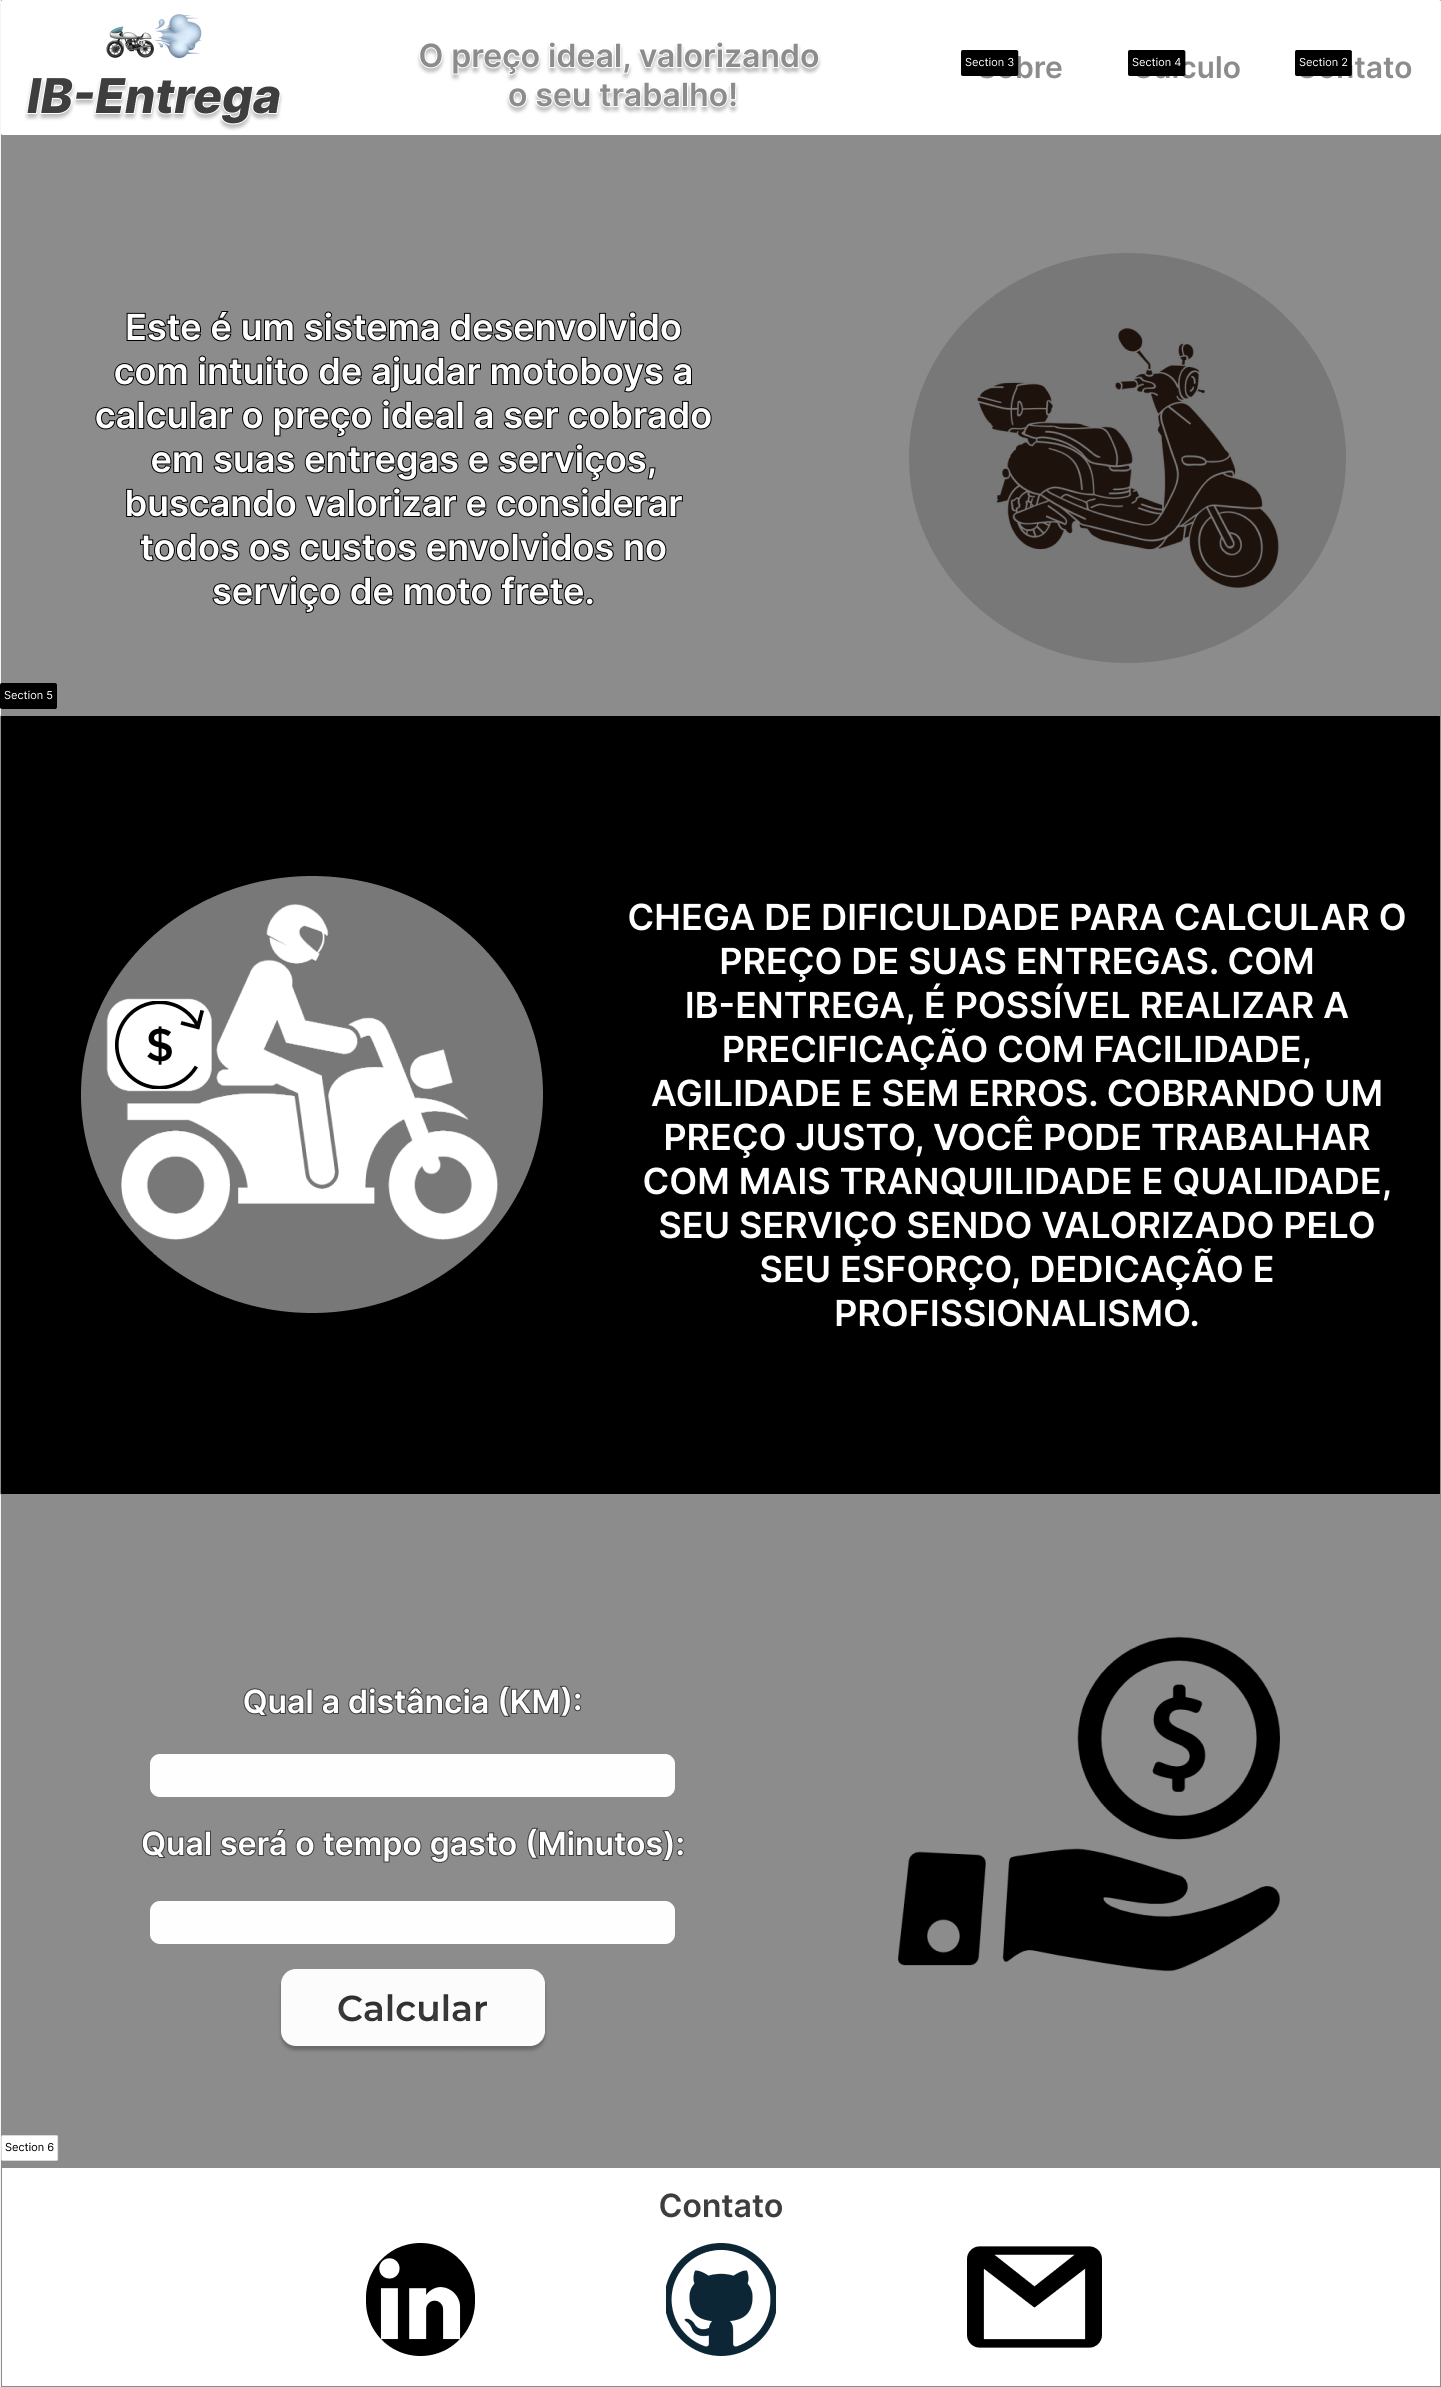 IB-Entrega
O preço ideal, valorizando
o seu trabalho!
Section 3
bre
Section 4
culo
Section 2
tato
Este é um sistema desenvolvido
com intuito de ajudar motoboys a
calcular o preço ideal a ser cobrado
em suas entregas e serviços,
buscando valorizar e considerar
todos os custos envolvidos no
serviço de moto frete.
Section 5
$
CHEGA DE DIFICULDADE PARA CALCULAR O
PREÇO DE SUAS ENTREGAS. COM
IB-ENTREGA, É POSSÍVEL REALIZAR A
PRECIFICAÇÃO COM FACILIDADE,
AGILIDADE E SEM ERROS. COBRANDO UM
PREÇO JUSTO, VOCÊ PODE TRABALHAR
COM MAIS TRANQUILIDADE E QUALIDADE,
SEU SERVIÇO SENDO VALORIZADO PELO
SEU ESFORÇO, DEDICAÇÃO E
PROFISSIONALISMO.
$
Qual a distância (KM):
Qual será o tempo gasto (Minutos):
Calcular
Section 6
Contato
in